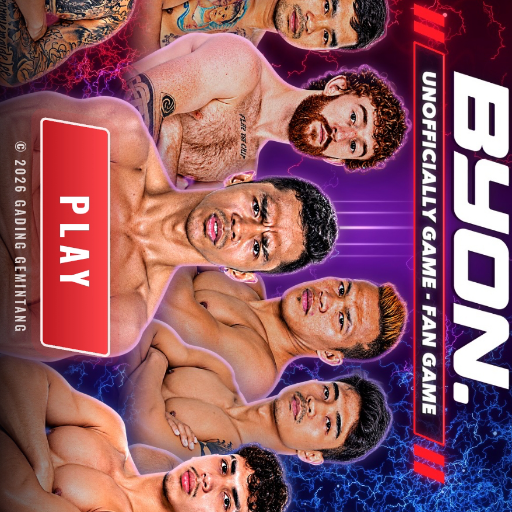 BYON.
UNOFFICIALLY GAME - FAN GAME
PLAY
© 2026 GADING GEMINTANG